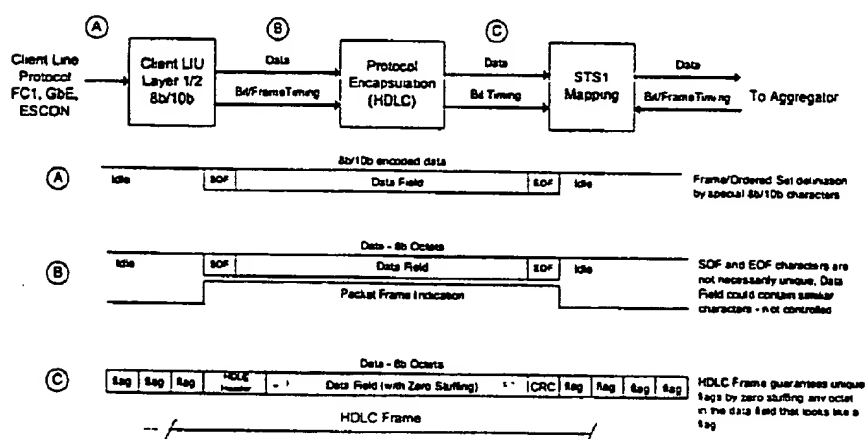 A
B
C
Client Line
Protocol
FC1, GbE,
ESCON
Client LIU
Layer 1/2
8b/10b
Data
Bit/FrameTiming
Protocol
Encapsulation
(HDLC)
Data
Bit Timing
STS1
Mapping
Data
Bit/FrameTiming
To Aggregator
A
8b/10b encoded data
Idle
SOF
Data Field
EOF
Idle
Frame/Ordered Set delineation
by special 8b/10b characters
B
Data - 8b Octets
Idle
SOF
Data Field
EOF
Idle
Packet Frame Indication
SOF and EOF characters are
not necessarily unique, Data
Field could contain similar
characters - not controlled
C
Data - 8b Octets
flag
flag
flag
HDLC
Header
Data Field (with Zero Stuffing)
CRC
flag
flag
flag
flag
HDLC Frame
HDLC Frame guarantees unique
flags by zero stuffing any octet
in the data field that looks like a
flag